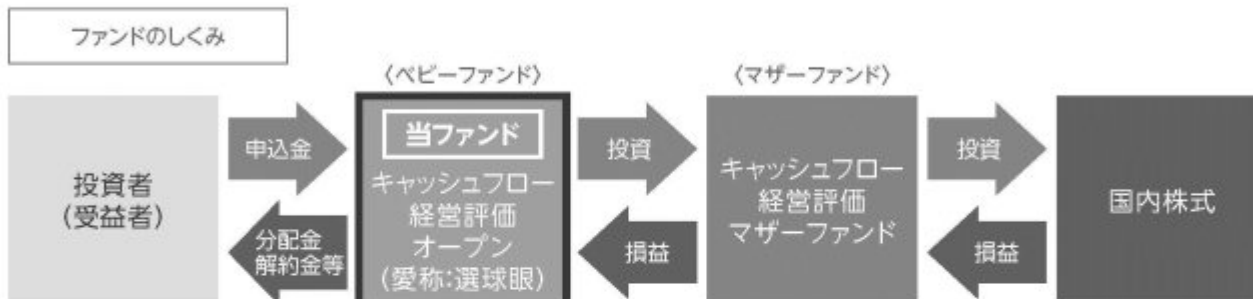 ファンドのしくみ
〈ベビーファンド〉
〈マザーファンド〉
投資者
(受益者)
申込金
分配金
解約金等
当ファンド
キャッシュフロー
経営評価
オープン
(愛称:選球眼)
投資
損益
キャッシュフロー
経営評価
マザーファンド
投資
損益
国内株式